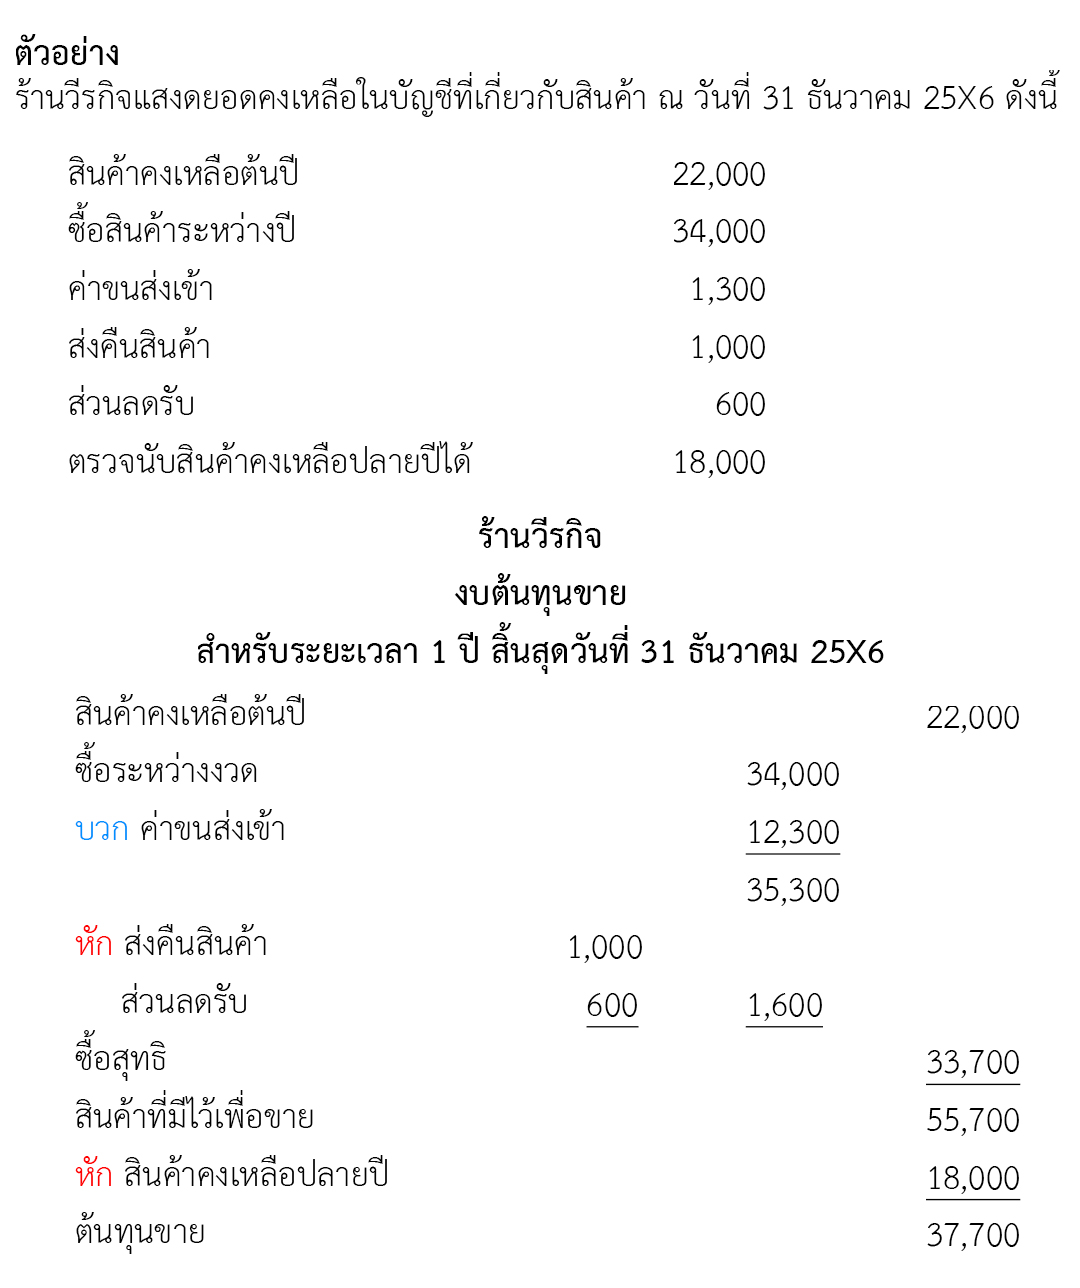 ตัวอย่าง
ร้านวีรกิจแสงดยอดคงเหลือในบัญชีที่เกี่ยวกับสินค้า ณ วันที่ 31 ธันวาคม 25X6 ดังนี้
สินค้าคงเหลือต้นปี 22,000
ซื้อสินค้าระหว่างปี 34,000
ค่าขนส่งเข้า 1,300
ส่งคืนสินค้า 1,000
ส่วนลดรับ 600
ตรวจนับสินค้าคงเหลือปลายปีได้ 18,000
ร้านวีรกิจ
งบต้นทุนขาย
สำหรับระยะเวลา 1 ปี สิ้นสุดวันที่ 31 ธันวาคม 25X6
สินค้าคงเหลือต้นปี 22,000
ซื้อระหว่างงวด 34,000
บวก ค่าขนส่งเข้า 12,300
35,300
หัก ส่งคืนสินค้า 1,000
ส่วนลดรับ 600 1,600
ซื้อสุทธิ 33,700
สินค้าที่มีไว้เพื่อขาย 55,700
หัก สินค้าคงเหลือปลายปี 18,000
ต้นทุนขาย 37,700